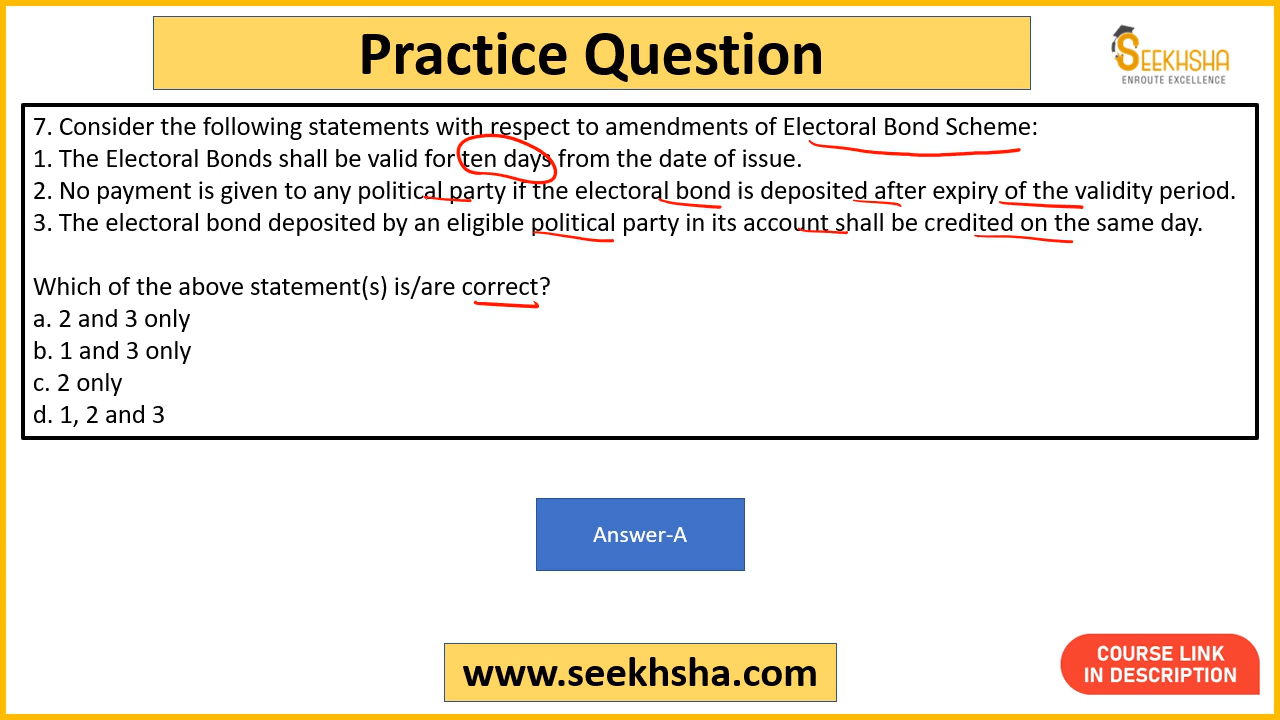 Practice Question
SEEKHSHA
ENROUTE EXCELLENCE
7. Consider the following statements with respect to amendments of Electoral Bond Scheme:
1. The Electoral Bonds shall be valid for ten days from the date of issue.
2. No payment is given to any political party if the electoral bond is deposited after expiry of the validity period.
3. The electoral bond deposited by an eligible political party in its account shall be credited on the same day.
Which of the above statement(s) is/are correct?
a. 2 and 3 only
b. 1 and 3 only
c. 2 only
d. 1, 2 and 3
Answer-A
www.seekhsha.com
COURSE LINK
IN DESCRIPTION